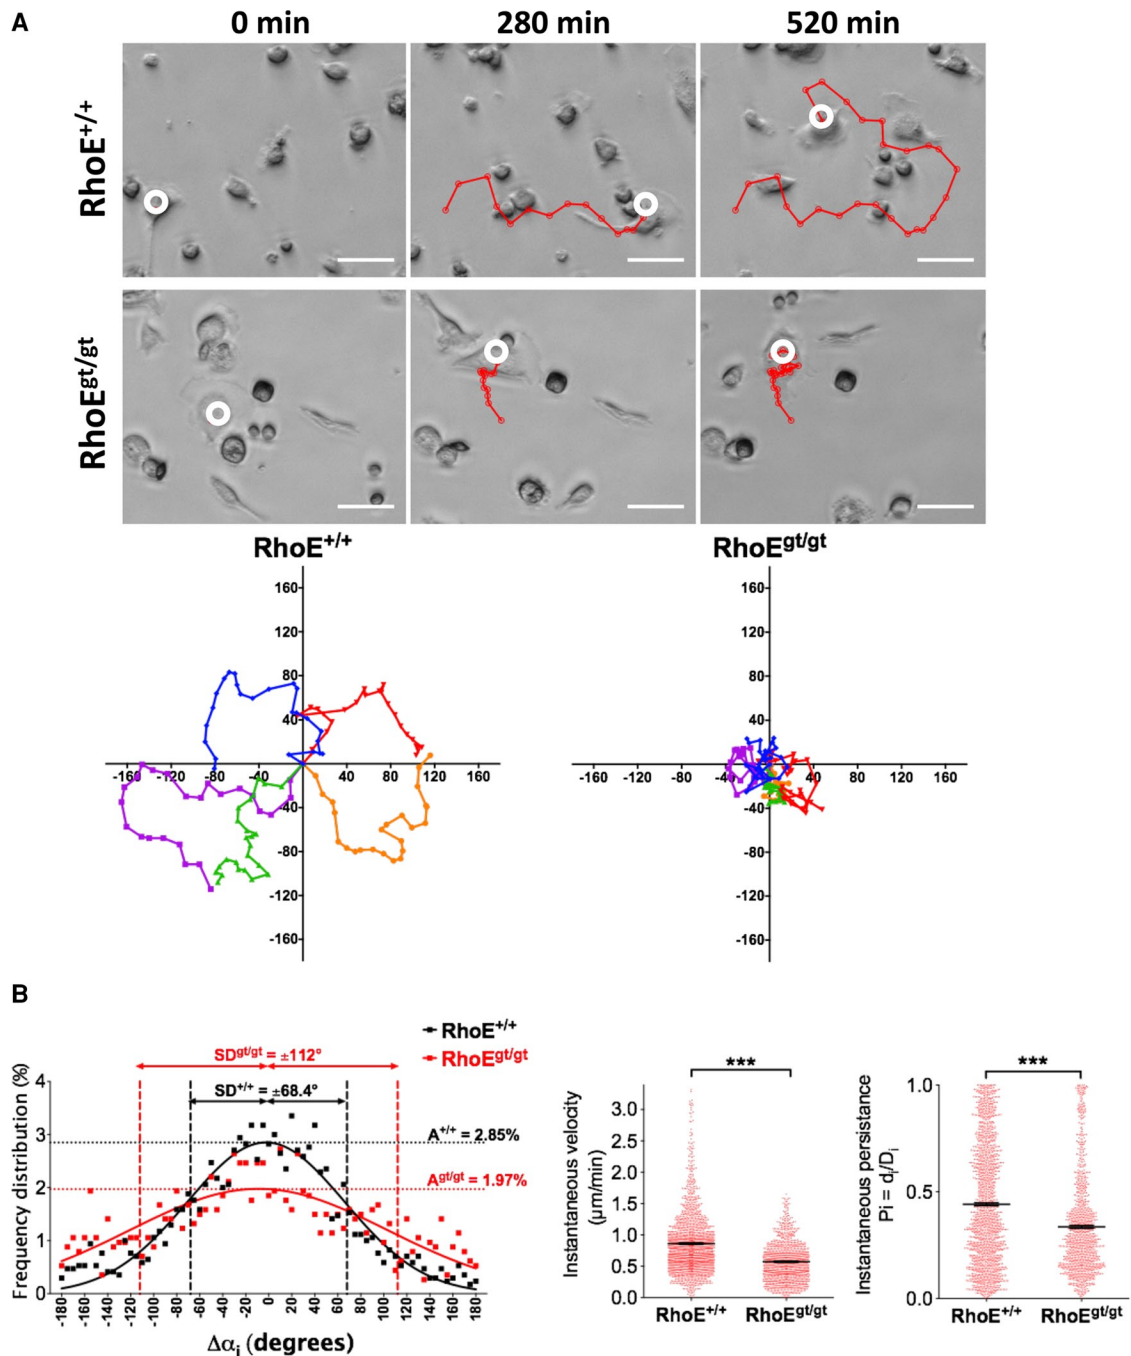 A
0 min 280 min 520 min
RhoE+/+
RhoEgt/gt
RhoE+/+ RhoEgt/gt
160
120
80
40
-160 -120 -80 -40 40 80 120 160
-40
-80
-120
-160
160
120
80
40
-160 -120 -80 -40 40 80 120 160
-40
-80
-120
-160
B
RhoE+/+
RhoEgt/gt
SDgt/gt = ±112°
SD+/+ = ±68.4°
A+/+ = 2.85%
Agt/gt = 1.97%
Frequency distribution (%)
4
3
2
1
0
-180 -160 -140 -120 -100 -80 -60 -40 -20 0 20 40 60 80 100 120 140 160 180
Δαi (degrees)
***
Instantaneous velocity
(µm/min)
3.0
2.5
2.0
1.5
1.0
0.5
0.0
RhoE+/+ RhoEgt/gt
***
Instantaneous persistance
Pi = di/Di
1.0
0.5
0.0
RhoE+/+ RhoEgt/gt